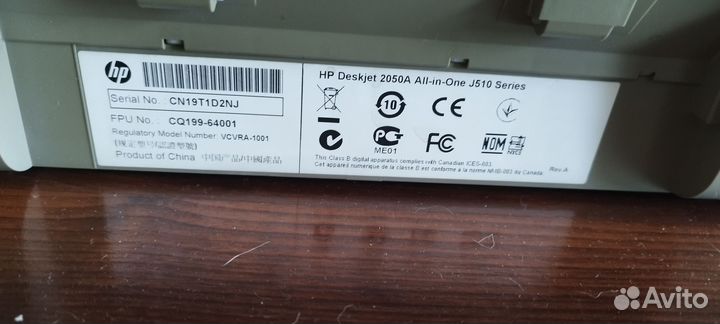 hp
Serial No.: CN19T1D2NJ
FPU No.: CQ199-64001
Regulatory Model Number: VCVRA-1001
Product of China 中国产品/中國產品
HP Deskjet 2050A All-in-One J510 Series
10
CE
ME01
FC
NOM
NYCE
This Class B digital apparatus complies with Canadian ICES-003.
Cet appareil numérique de la classe B est conforme à la norme NMB-003 du Canada.
Rev.A
Avito